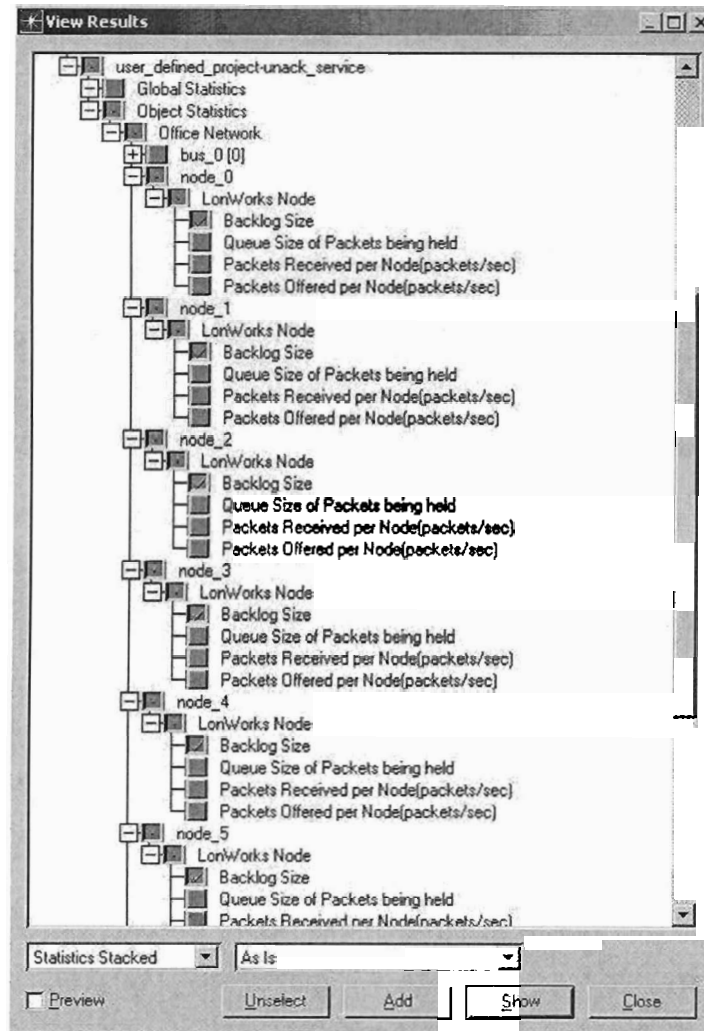 View Results
user_defined_project-unack_service
Global Statistics
Object Statistics
Office Network
bus_0 [0]
node_0
LonWorks Node
Backlog Size
Queue Size of Packets being held
Packets Received per Node(packets/sec)
Packets Offered per Node(packets/sec)
node_1
LonWorks Node
Backlog Size
Queue Size of Packets being held
Packets Received per Node(packets/sec)
Packets Offered per Node(packets/sec)
node_2
LonWorks Node
Backlog Size
Queue Size of Packets being held
Packets Received per Node(packets/sec)
Packets Offered per Node(packets/sec)
node_3
LonWorks Node
Backlog Size
Queue Size of Packets being held
Packets Received per Node(packets/sec)
Packets Offered per Node(packets/sec)
node_4
LonWorks Node
Backlog Size
Queue Size of Packets being held
Packets Received per Node(packets/sec)
Packets Offered per Node(packets/sec)
node_5
LonWorks Node
Backlog Size
Queue Size of Packets being held
Packets Received per Node(packets/sec)
Statistics Stacked As Is
Preview Unselect Add Show Close